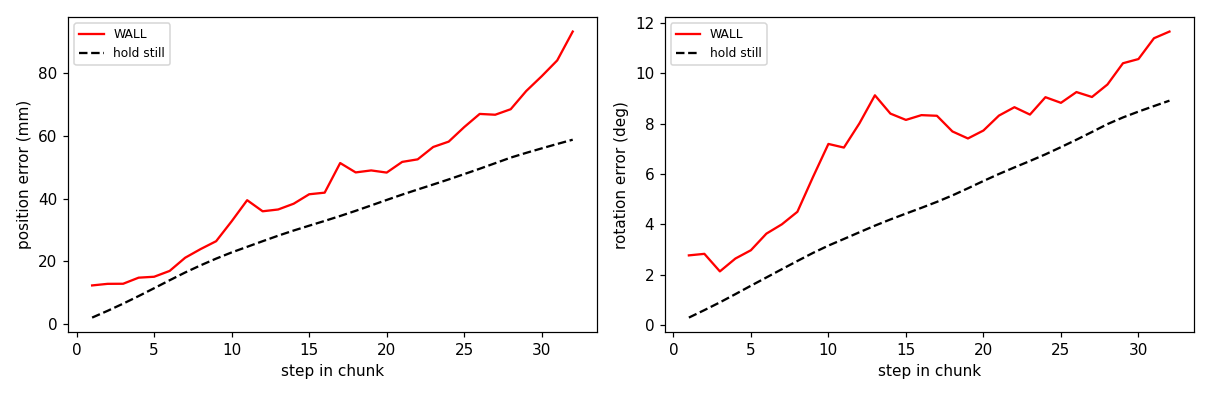 WALL
hold still
position error (mm)
80
60
40
20
0
0 5 10 15 20 25 30
step in chunk
WALL
hold still
rotation error (deg)
12
10
8
6
4
2
0
0 5 10 15 20 25 30
step in chunk